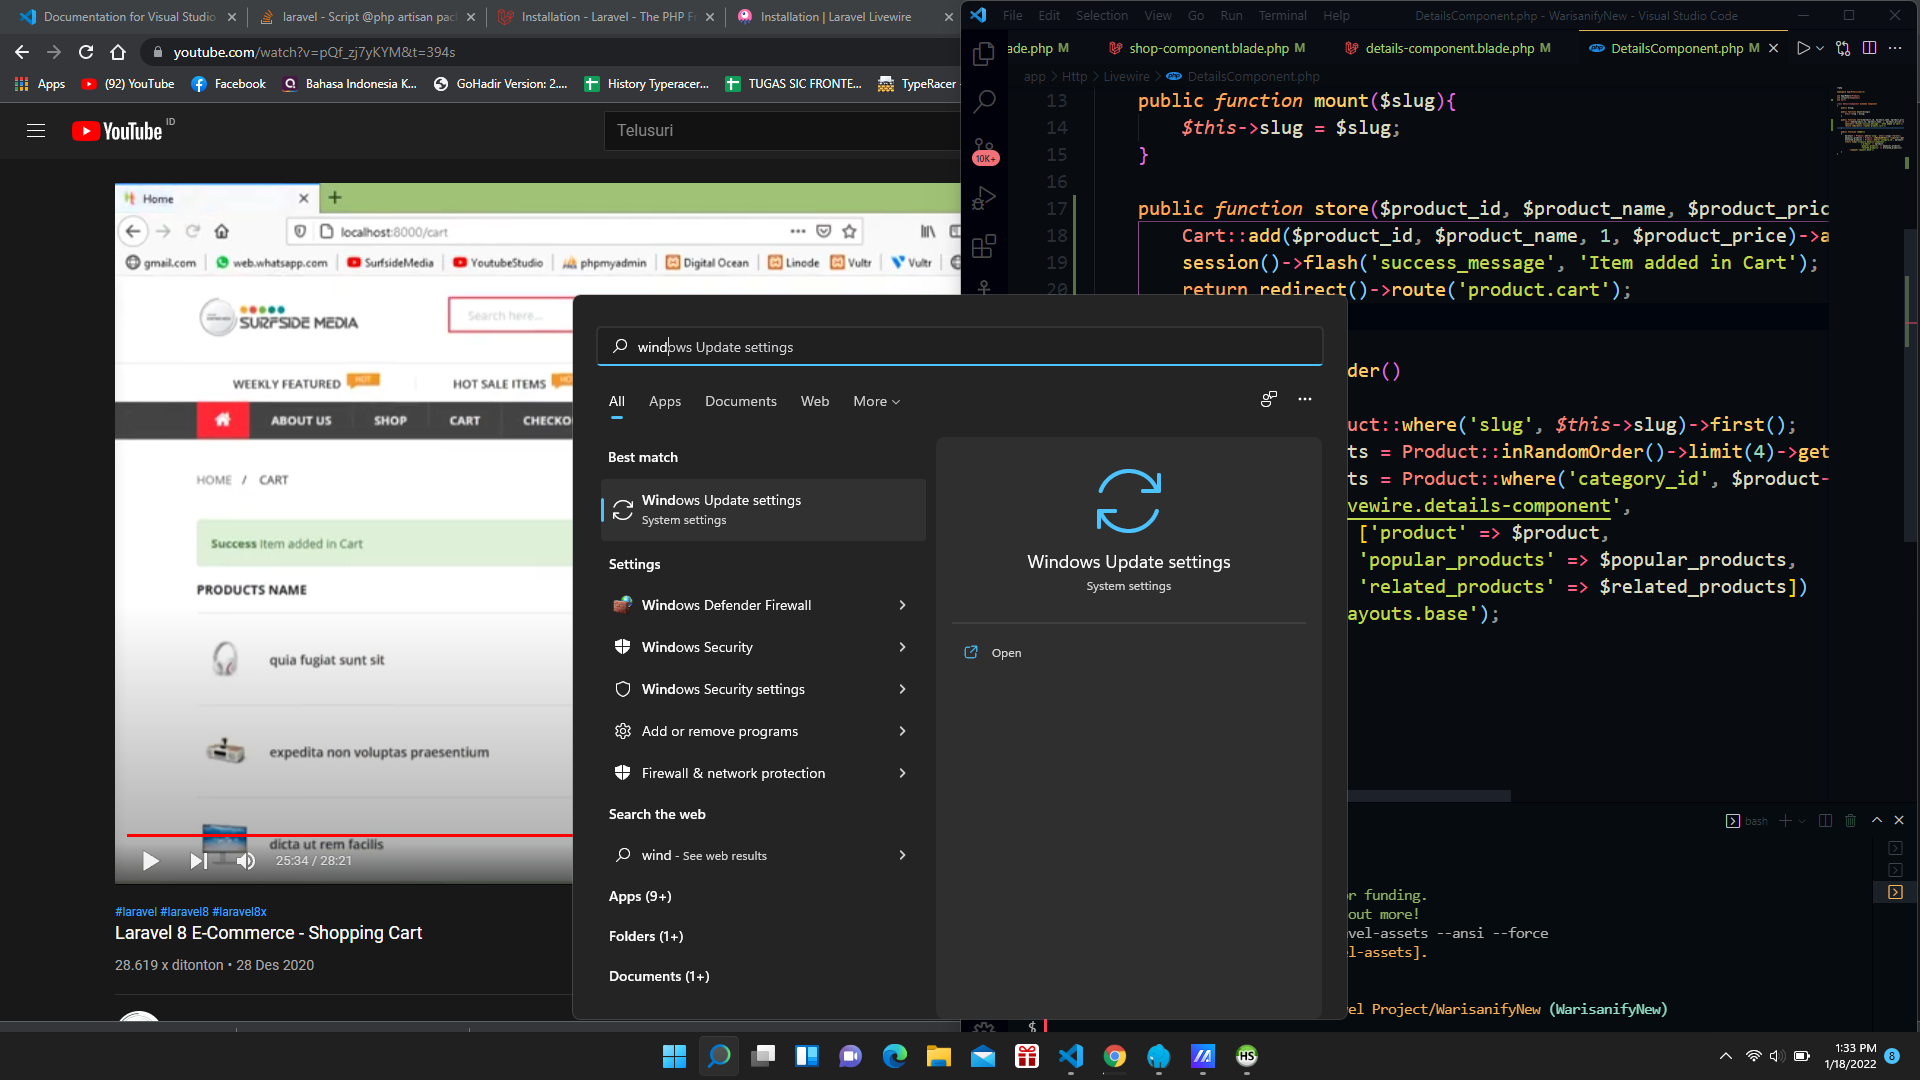 Documentation for Visual Studio
laravel - Script @php artisan pac
Installation - Laravel - The PHP F
Installation | Laravel Livewire
youtube.com/watch?v=pQf_zj7yKYM&t=394s
Apps
(92) YouTube
Facebook
Bahasa Indonesia K...
GoHadir Version: 2....
History Typeracer...
TUGAS SIC FRONTE...
TypeRacer
YouTube ID
Telusuri
Home
localhost:8000/cart
gmail.com
web.whatsapp.com
SurfsideMedia
YoutubeStudio
phpmyadmin
Digital Ocean
Linode
Vultr
Vultr
SURFSIDE MEDIA
Search here...
WEEKLY FEATURED HOT
HOT SALE ITEMS HO
ABOUT US
SHOP
CART
CHECKO
HOME / CART
Success Item added in Cart
PRODUCTS NAME
quia fugiat sunt sit
expedita non voluptas praesentium
dicta ut rem facilis
25:34 / 28:21
#laravel #laravel8 #laravel8x
Laravel 8 E-Commerce - Shopping Cart
28.619 x ditonton • 28 Des 2020
File Edit Selection View Go Run Terminal Help
DetailsComponent.php - WarisanifyNew - Visual Studio Code
ade.php M
shop-component.blade.php M
details-component.blade.php M
DetailsComponent.php M
app > Http > Livewire > DetailsComponent.php
10K+
13 public function mount($slug){
14 $this->slug = $slug;
15 }
16
17 public function store($product_id, $product_name, $product_pric
18 Cart::add($product_id, $product_name, 1, $product_price)->a
19 session()->flash('success_message', 'Item added in Cart');
20 return redirect()->route('product.cart');
der()
uct::where('slug', $this->slug)->first();
ts = Product::inRandomOrder()->limit(4)->get
ts = Product::where('category_id', $product-
vewire.details-component',
['product' => $product,
'popular_products' => $popular_products,
'related_products' => $related_products])
ayouts.base');
bash
or funding.
out more!
vel-assets --ansi --force
l-assets].
el Project/WarisanifyNew (WarisanifyNew)
$
windows Update settings
All
Apps
Documents
Web
More
Best match
Windows Update settings
System settings
Settings
Windows Defender Firewall
Windows Security
Windows Security settings
Add or remove programs
Firewall & network protection
Search the web
wind - See web results
Apps (9+)
Folders (1+)
Documents (1+)
Windows Update settings
System settings
Open
HS
1:33 PM
1/18/2022
8